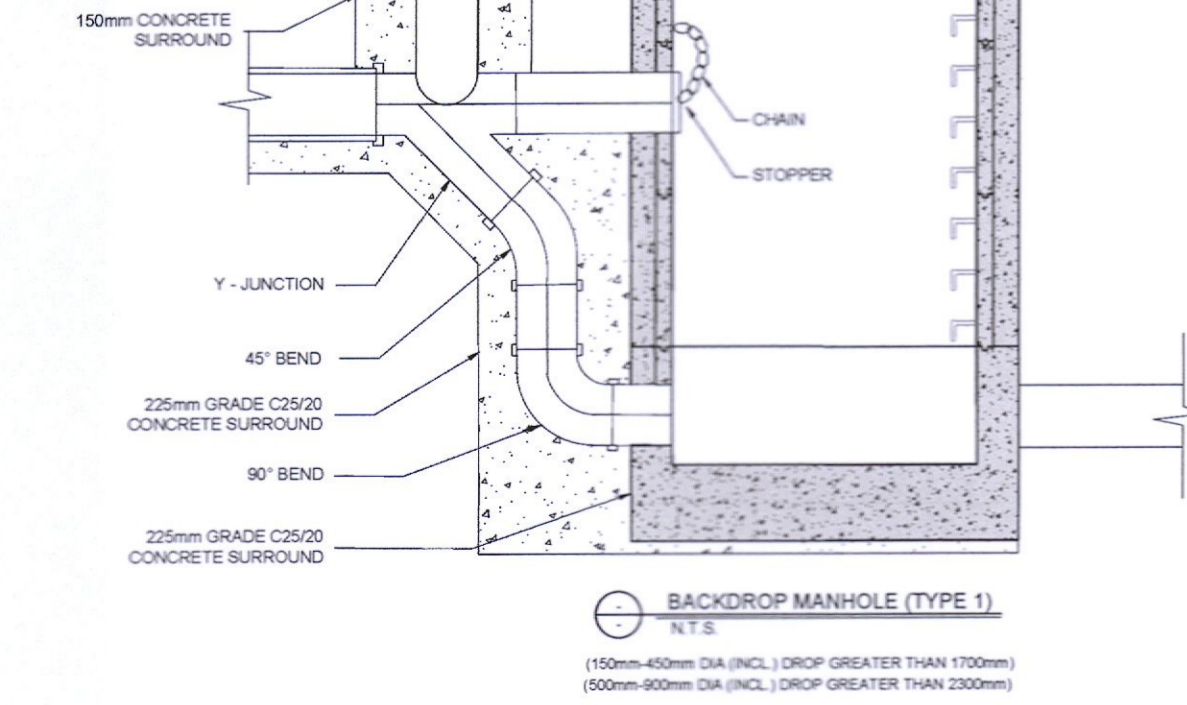 150mm CONCRETE
SURROUND
CHAIN
STOPPER
Y - JUNCTION
45° BEND
225mm GRADE C25/20
CONCRETE SURROUND
90° BEND
225mm GRADE C25/20
CONCRETE SURROUND
-
-
BACKDROP MANHOLE (TYPE 1)
N.T.S.
(150mm-450mm DIA (INCL.) DROP GREATER THAN 1700mm)
(500mm-900mm DIA (INCL.) DROP GREATER THAN 2300mm)